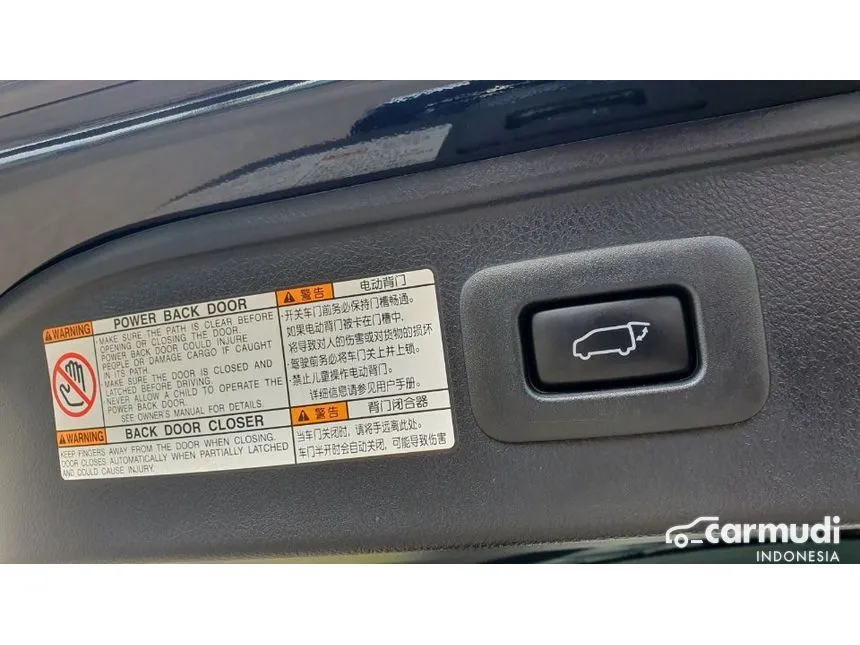 WARNING POWER BACK DOOR
MAKE SURE THE PATH IS CLEAR BEFORE
OPENING OR CLOSING THE DOOR.
POWER BACK DOOR COULD INJURE
PEOPLE OR DAMAGE CARGO IF CAUGHT
IN ITS PATH.
MAKE SURE THE DOOR IS CLOSED AND
LATCHED BEFORE DRIVING.
NEVER ALLOW A CHILD TO OPERATE THE
POWER BACK DOOR.
SEE OWNER'S MANUAL FOR DETAILS.
WARNING BACK DOOR CLOSER
KEEP FINGERS AWAY FROM THE DOOR WHEN CLOSING.
DOOR CLOSES AUTOMATICALLY WHEN PARTIALLY LATCHED
AND COULD CAUSE INJURY.
警告 电动背门
·开关车门前务必保持门槽畅通。
如果电动背门被卡在门槽中,
将导致对人的伤害或对货物的损坏
·驾驶前务必将车门关上并上锁。
·禁止儿童操作电动背门。
详细信息请参见用户手册。
警告 背门闭合器
当车门关闭时, 请将手远离此处。
车门半开时会自动关闭, 可能导致伤害
carmudi
INDONESIA